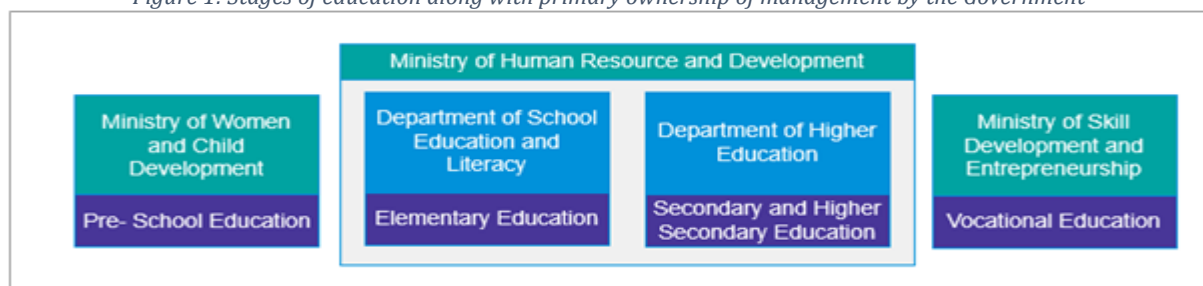 Figure 1: Stages of education along with primary ownership of management by the Government
Ministry of Human Resource and Development
Ministry of Women
and Child
Development
Pre- School Education
Department of School
Education and
Literacy
Elementary Education
Department of Higher
Education
Secondary and Higher
Secondary Education
Ministry of Skill
Development and
Entrepreneurship
Vocational Education